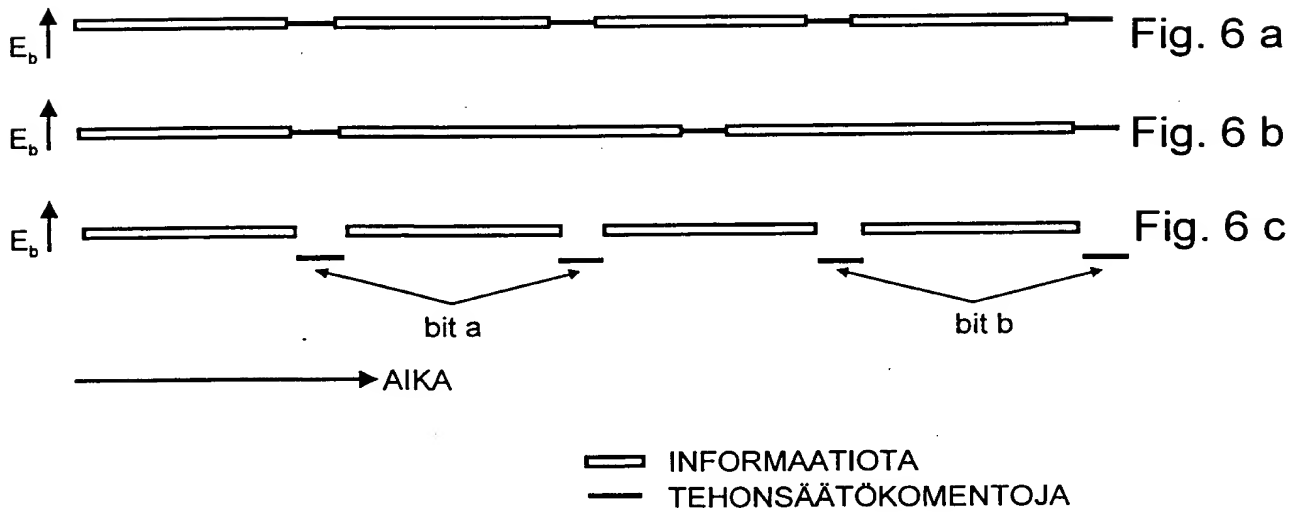 E_b Fig. 6 a
E_b Fig. 6 b
E_b Fig. 6 c
bit a bit b
AIKA
INFORMAATIOTA
TEHONSÄÄTÖKOMENTOJA